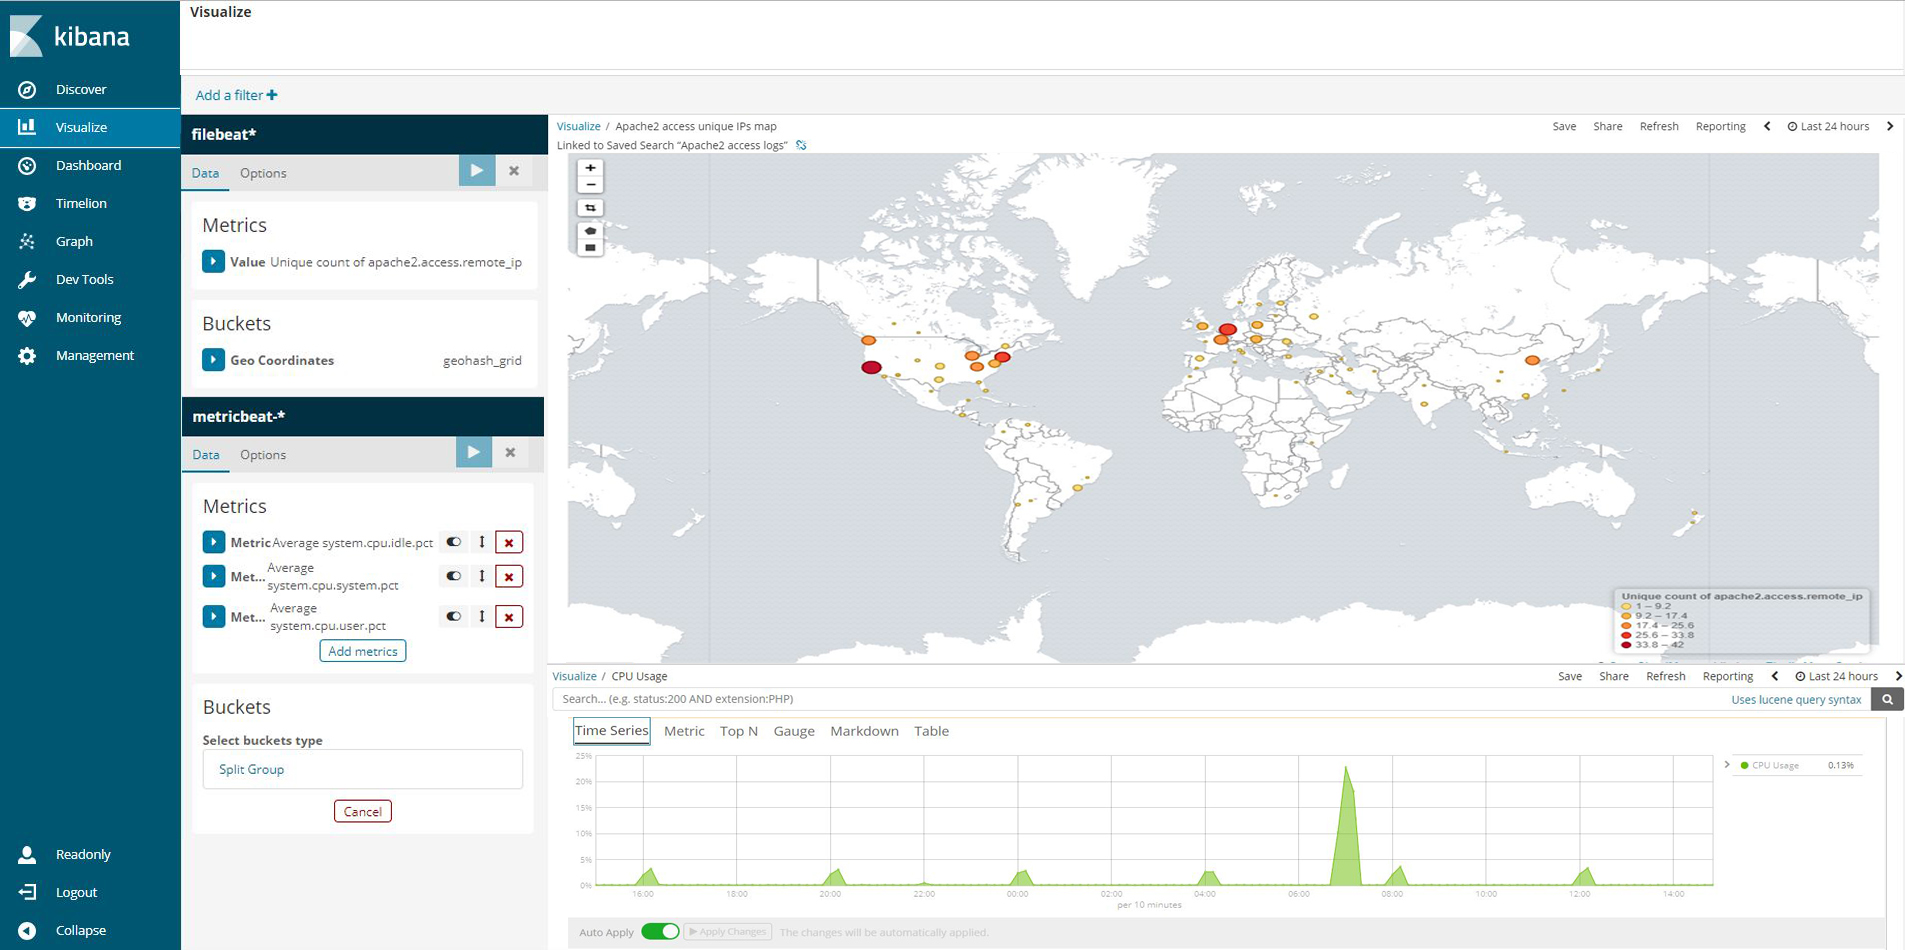 kibana
Discover
Visualize
Dashboard
Timelion
Graph
Dev Tools
Monitoring
Management
Readonly
Logout
Collapse
Visualize
Add a filter
filebeat*
Data Options
Metrics
Value Unique count of apache2.access.remote_ip
Buckets
Geo Coordinates geohash_grid
metricbeat-*
Data Options
Metrics
Metric Average system.cpu.idle.pct
Met... Average
system.cpu.system.pct
Met... Average
system.cpu.user.pct
Add metrics
Buckets
Select buckets type
Split Group
Cancel
Visualize / Apache2 access unique IPs map
Save Share Refresh Reporting Last 24 hours
Linked to Saved Search “Apache2 access logs”
Unique count of apache2.access.remote_ip
1 – 9.2
9.2 – 17.4
17.4 – 25.6
25.6 – 33.8
33.8 – 42
Visualize / CPU Usage
Save Share Refresh Reporting Last 24 hours
Search... (e.g. status:200 AND extension:PHP)
Uses lucene query syntax
Time Series Metric Top N Gauge Markdown Table
25%
20%
15%
10%
5%
0%
16:00 18:00 20:00 22:00 00:00 02:00 04:00 06:00 08:00 10:00 12:00 14:00
per 10 minutes
CPU Usage 0.13%
Auto Apply Apply Changes The changes will be automatically applied.